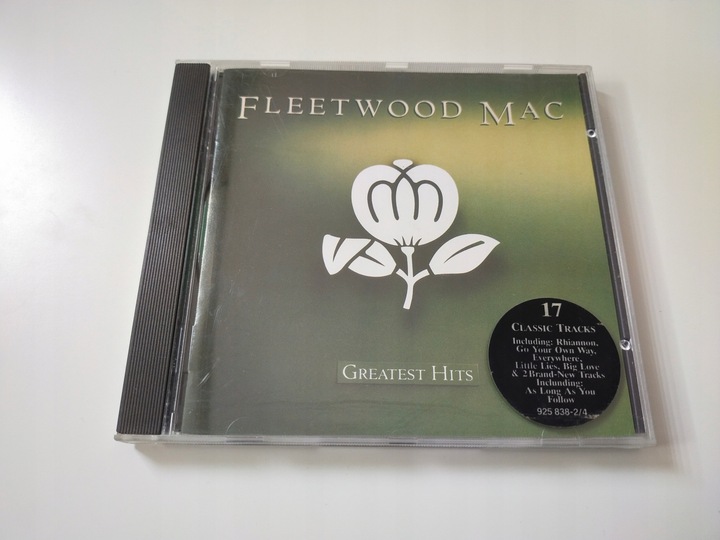 FLEETWOOD MAC
GREATEST HITS
17
CLASSIC TRACKS
Including: Rhiannon,
Go Your Own Way,
Everywhere,
Little Lies, Big Love
& 2 Brand-New Tracks
Inclunding:
As Long As You
Follow
925 838-2/4